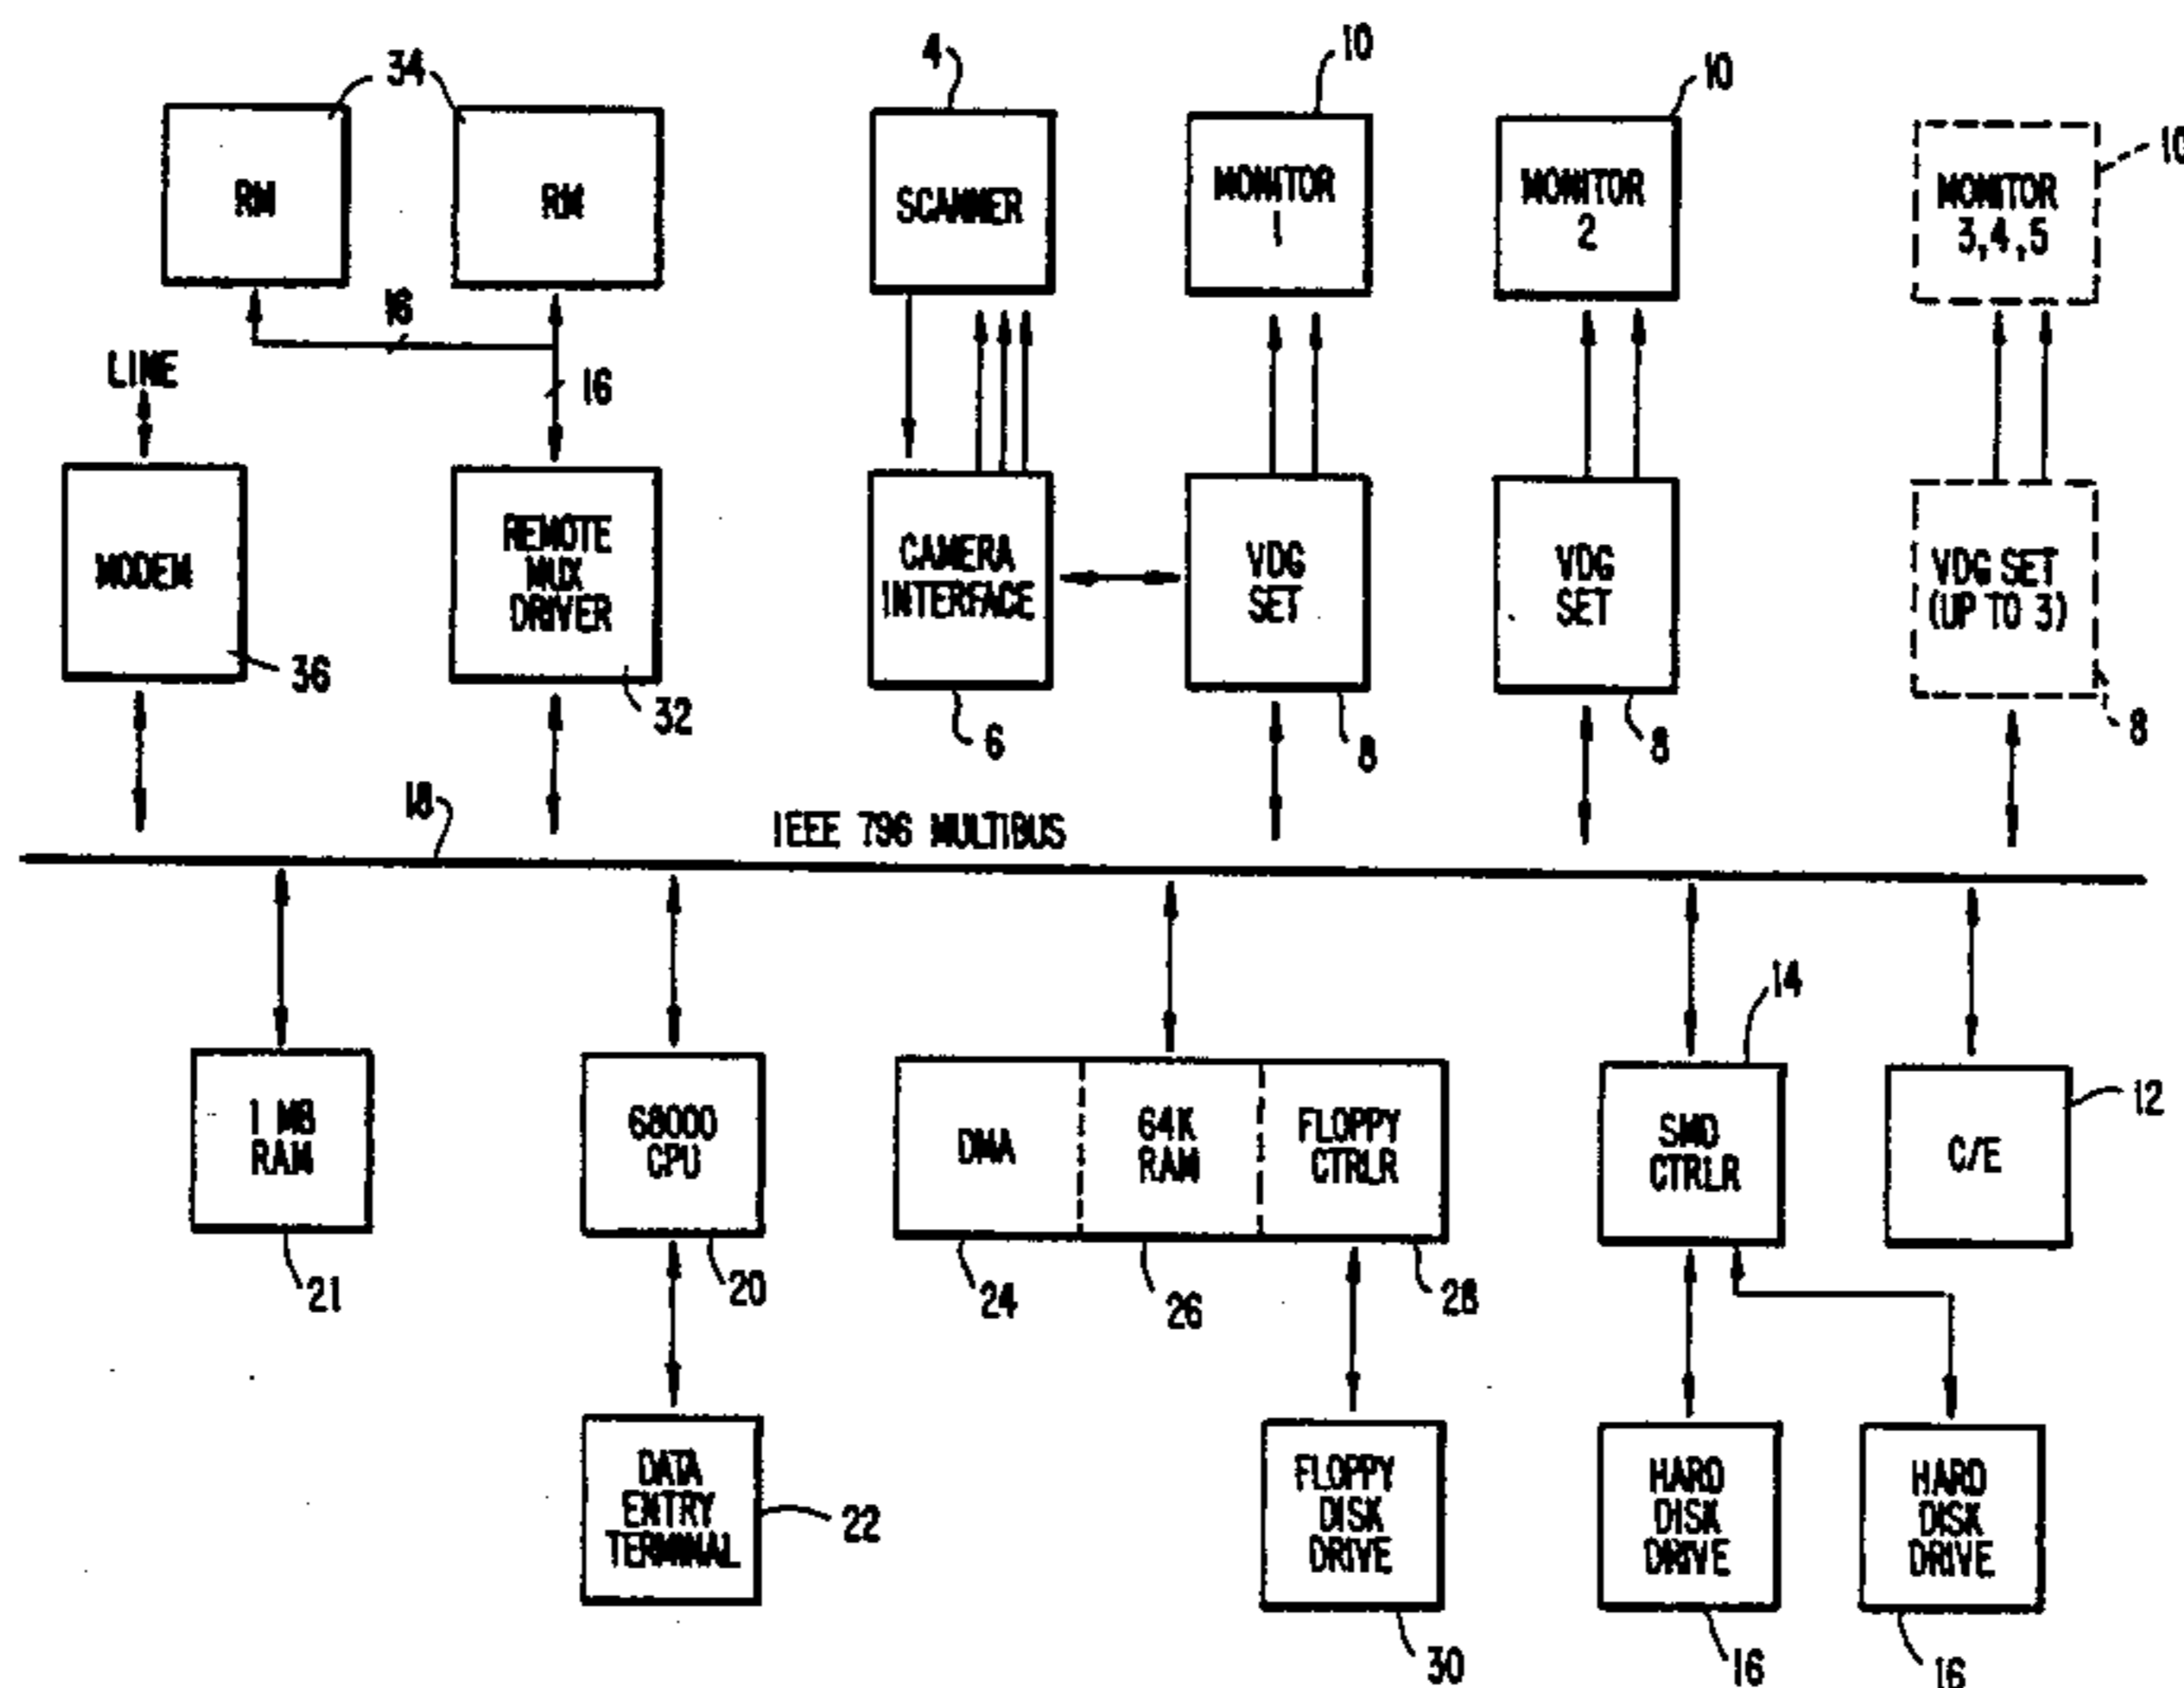 34
4
10
10
10
RM
RM
SCANNER
MONITOR
1
MONITOR
2
MONITOR
3,4,5
16
LINE
16
MODEM
REMOTE
MUX
DRIVER
CAMERA
INTERFACE
VDG
SET
VDG
SET
VDG SET
(UP TO 3)
36
32
6
8
8
8
18
IEEE 796 MULTIBUS
14
12
1 MB
RAM
68000
CPU
DMA
64K
RAM
FLOPPY
CTRLR
SMD
CTRLR
C/E
21
20
24
26
28
DATA
ENTRY
TERMINAL
22
FLOPPY
DISK
DRIVE
HARD
DISK
DRIVE
HARD
DISK
DRIVE
30
16
16